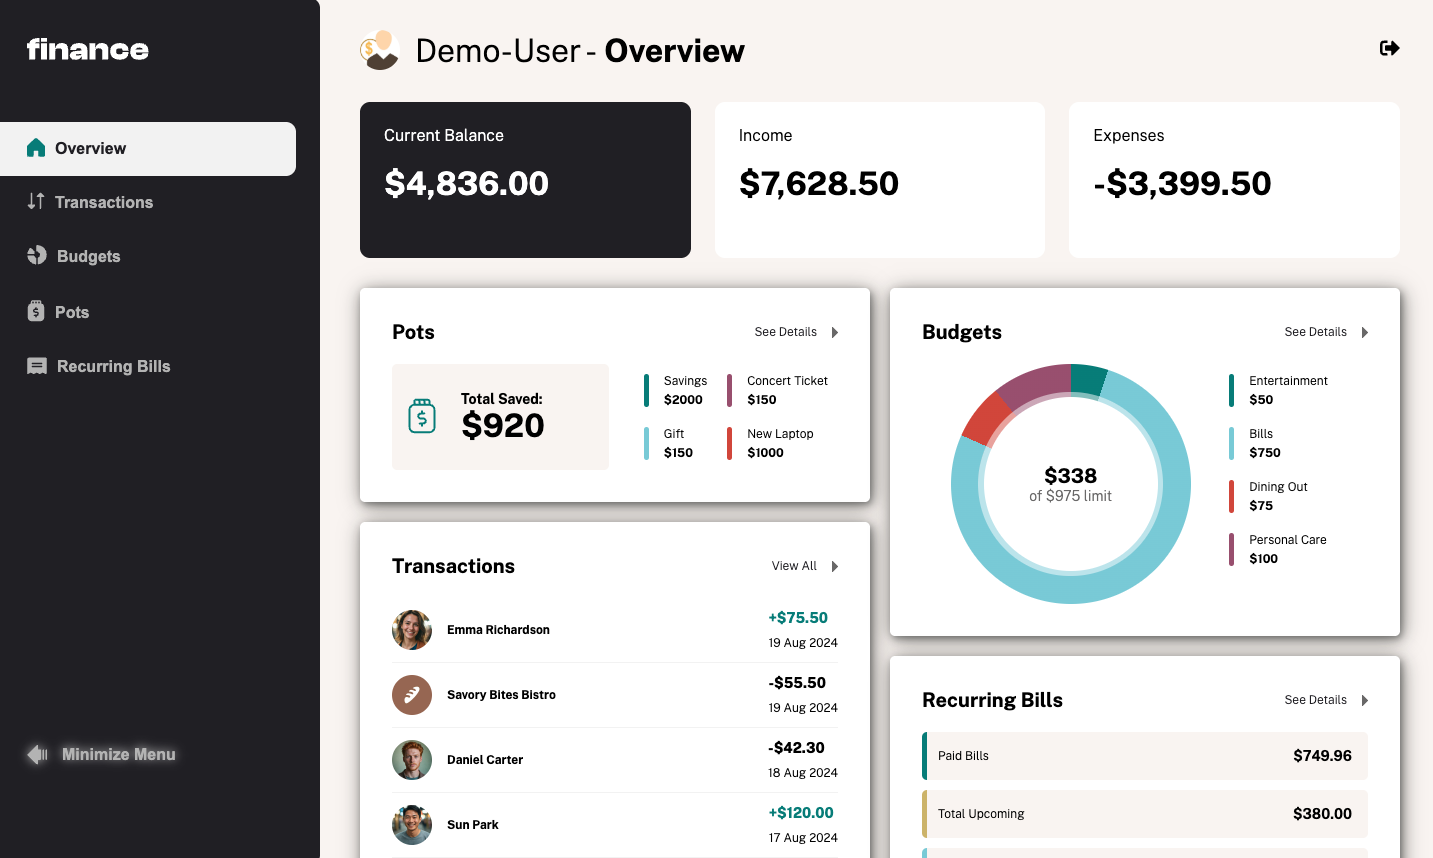 finance
Overview
Transactions
Budgets
Pots
Recurring Bills
Minimize Menu
Demo-User - Overview
Current Balance
$4,836.00
Income
$7,628.50
Expenses
-$3,399.50
Pots
See Details
Total Saved:
$920
Savings
$2000
Concert Ticket
$150
Gift
$150
New Laptop
$1000
Budgets
See Details
$338
of $975 limit
Entertainment
$50
Bills
$750
Dining Out
$75
Personal Care
$100
Transactions
View All
Emma Richardson
+$75.50
19 Aug 2024
Savory Bites Bistro
-$55.50
19 Aug 2024
Daniel Carter
-$42.30
18 Aug 2024
Sun Park
+$120.00
17 Aug 2024
Recurring Bills
See Details
Paid Bills
$749.96
Total Upcoming
$380.00